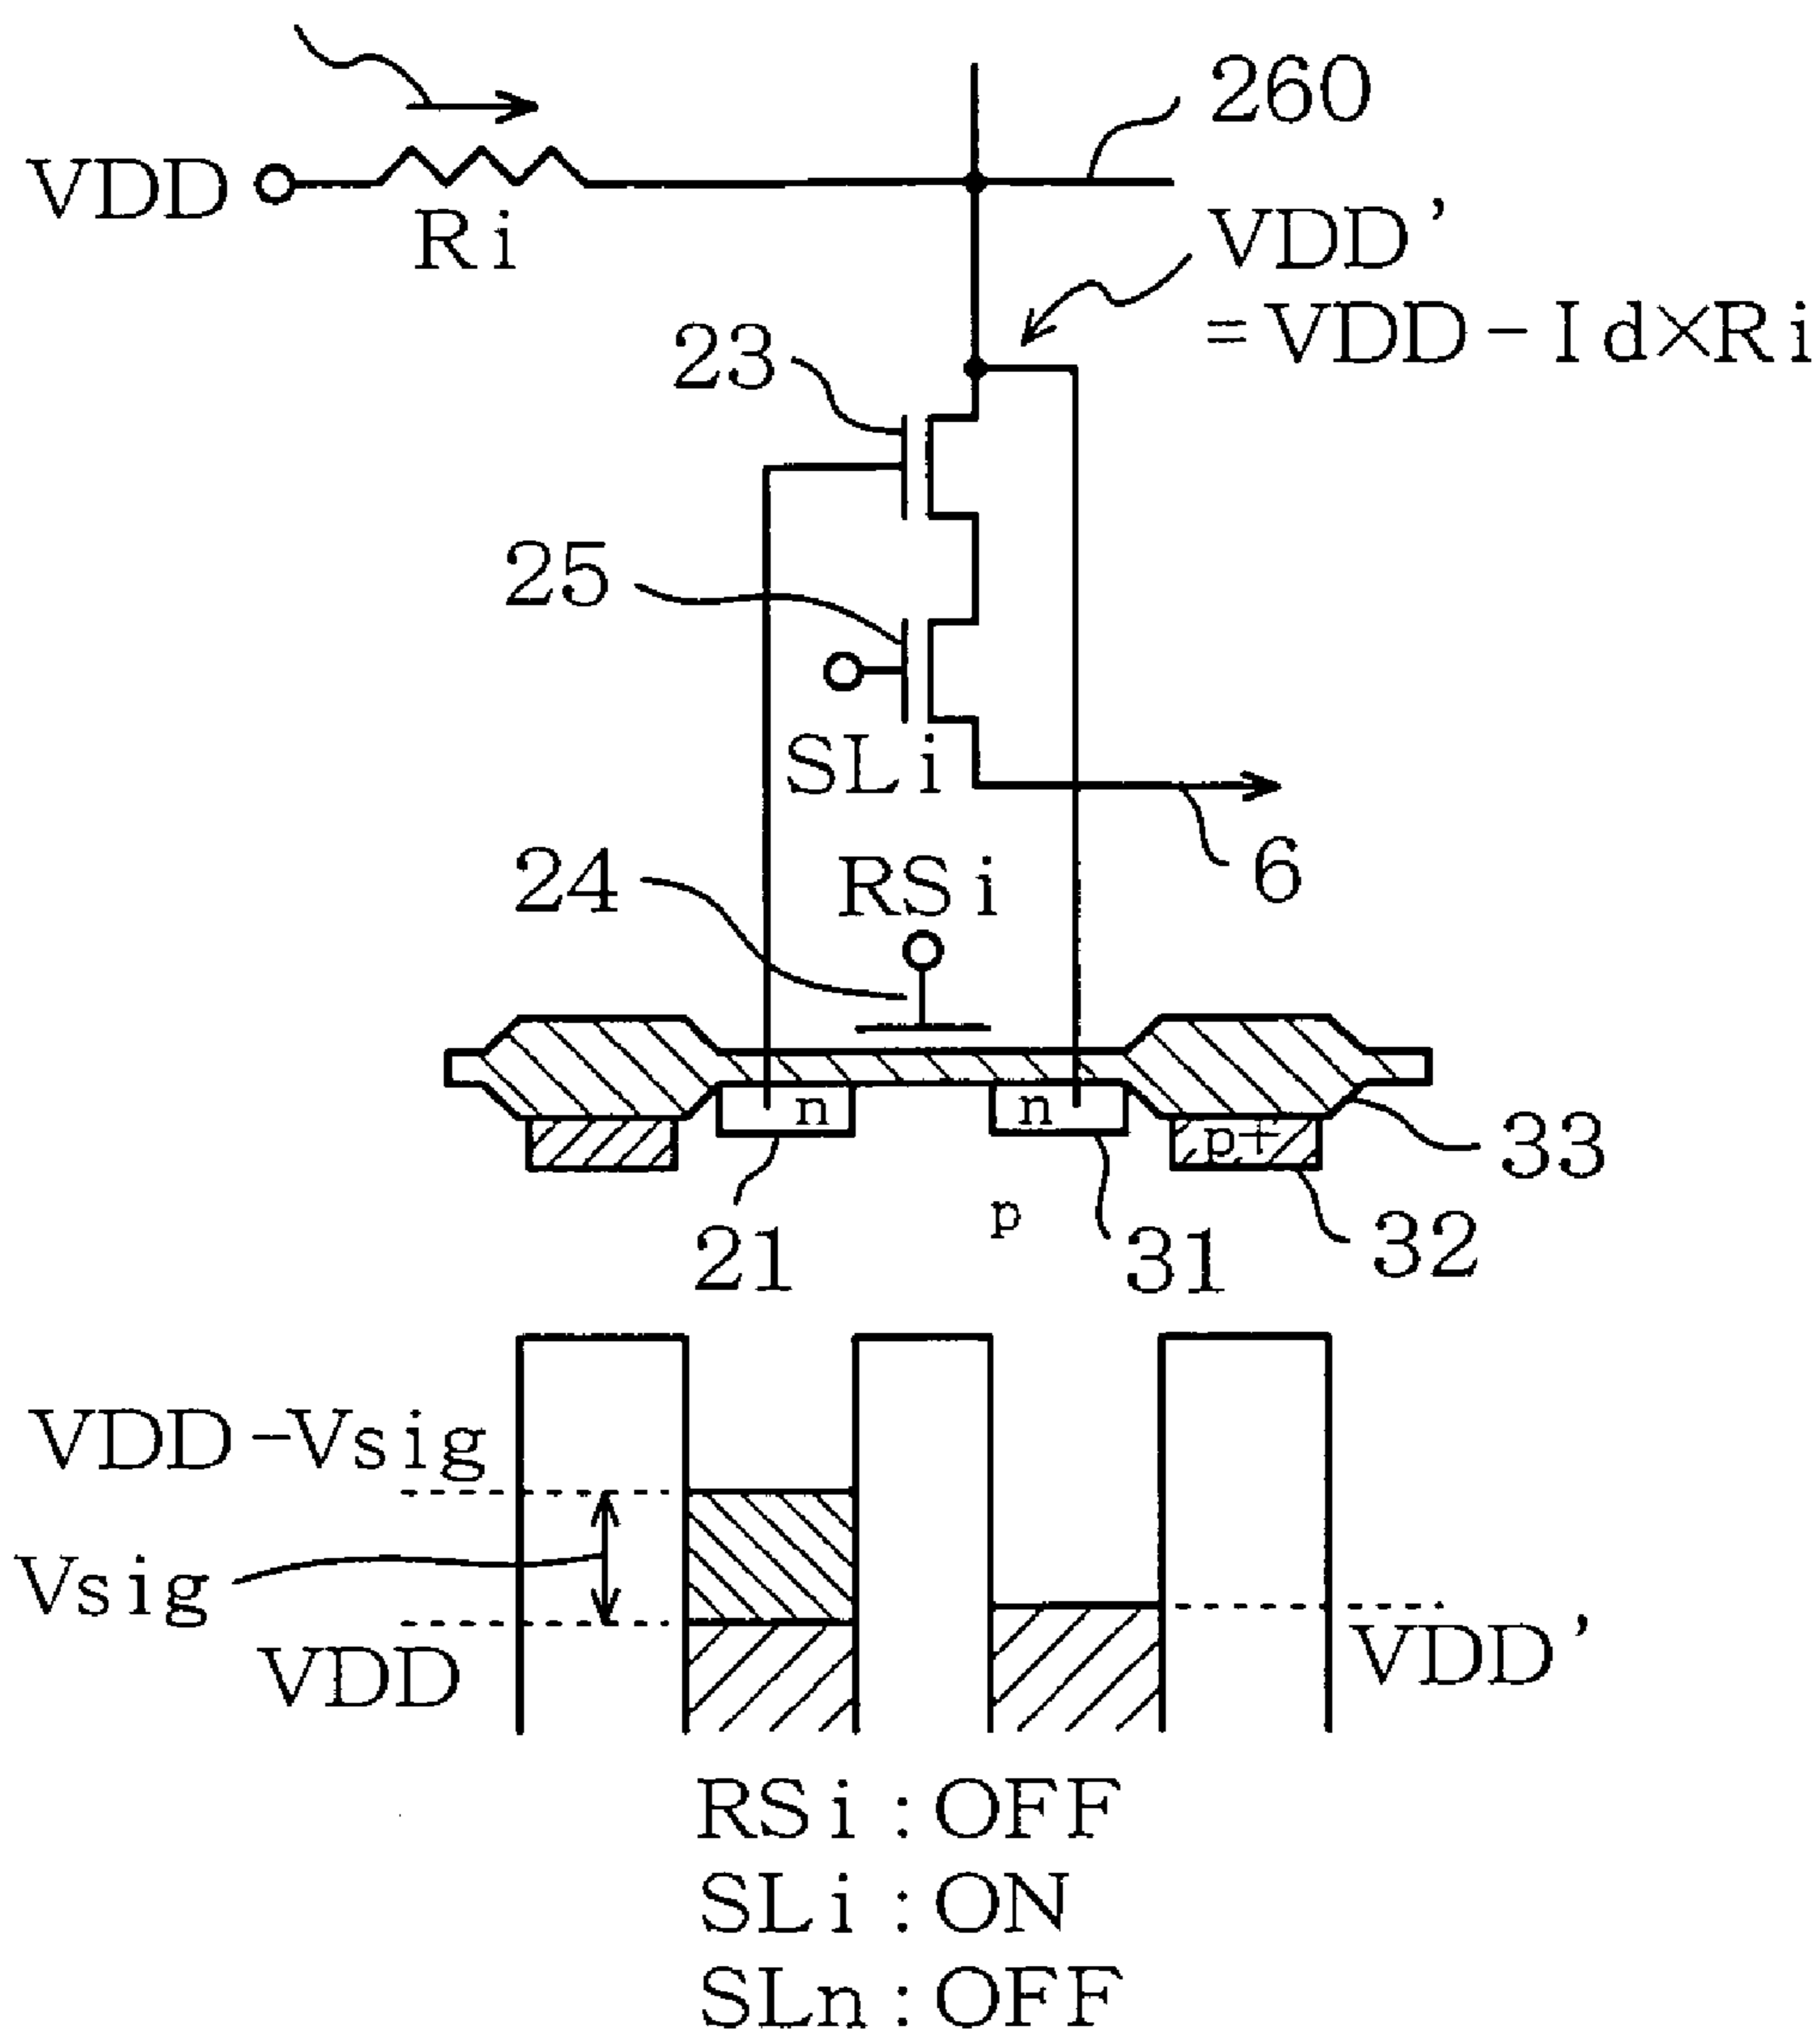 260
VDD
Ri
VDD'
=VDD-Id×Ri
23
25
SLi
24
RSi
6
n
n
p+
33
21
p
31
32
VDD-Vsig
Vsig
VDD
VDD'
RSi:OFF
SLi:ON
SLn:OFF